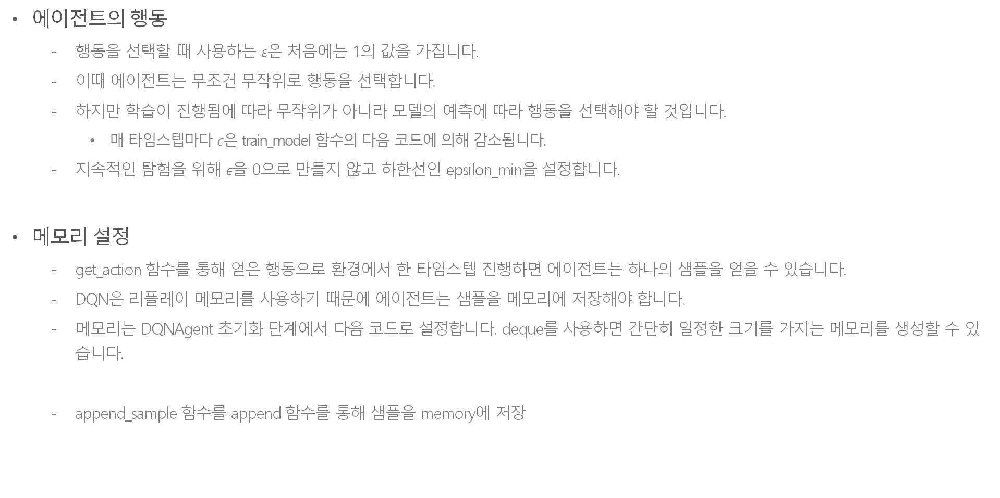 • 에이전트의 행동
- 행동을 선택할 때 사용하는 ε은 처음에는 1의 값을 가집니다.
- 이때 에이전트는 무조건 무작위로 행동을 선택합니다.
- 하지만 학습이 진행됨에 따라 무작위가 아니라 모델의 예측에 따라 행동을 선택해야 할 것입니다.
• 매 타임스텝마다 ϵ은 train_model 함수의 다음 코드에 의해 감소됩니다.
- 지속적인 탐험을 위해 ϵ을 0으로 만들지 않고 하한선인 epsilon_min을 설정합니다.
• 메모리 설정
- get_action 함수를 통해 얻은 행동으로 환경에서 한 타임스텝 진행하면 에이전트는 하나의 샘플을 얻을 수 있습니다.
- DQN은 리플레이 메모리를 사용하기 때문에 에이전트는 샘플을 메모리에 저장해야 합니다.
- 메모리는 DQNAgent 초기화 단계에서 다음 코드로 설정합니다. deque를 사용하면 간단히 일정한 크기를 가지는 메모리를 생성할 수 있
습니다.
- append_sample 함수를 append 함수를 통해 샘플을 memory에 저장